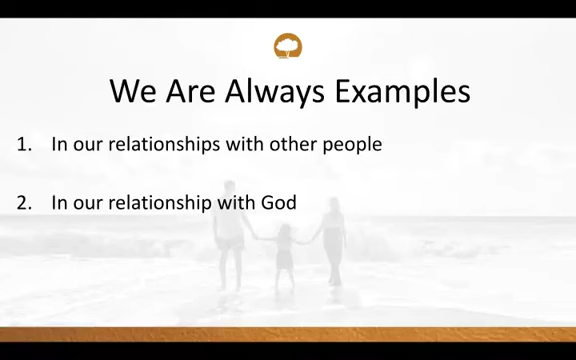 We Are Always Examples
1. In our relationships with other people
2. In our relationship with God